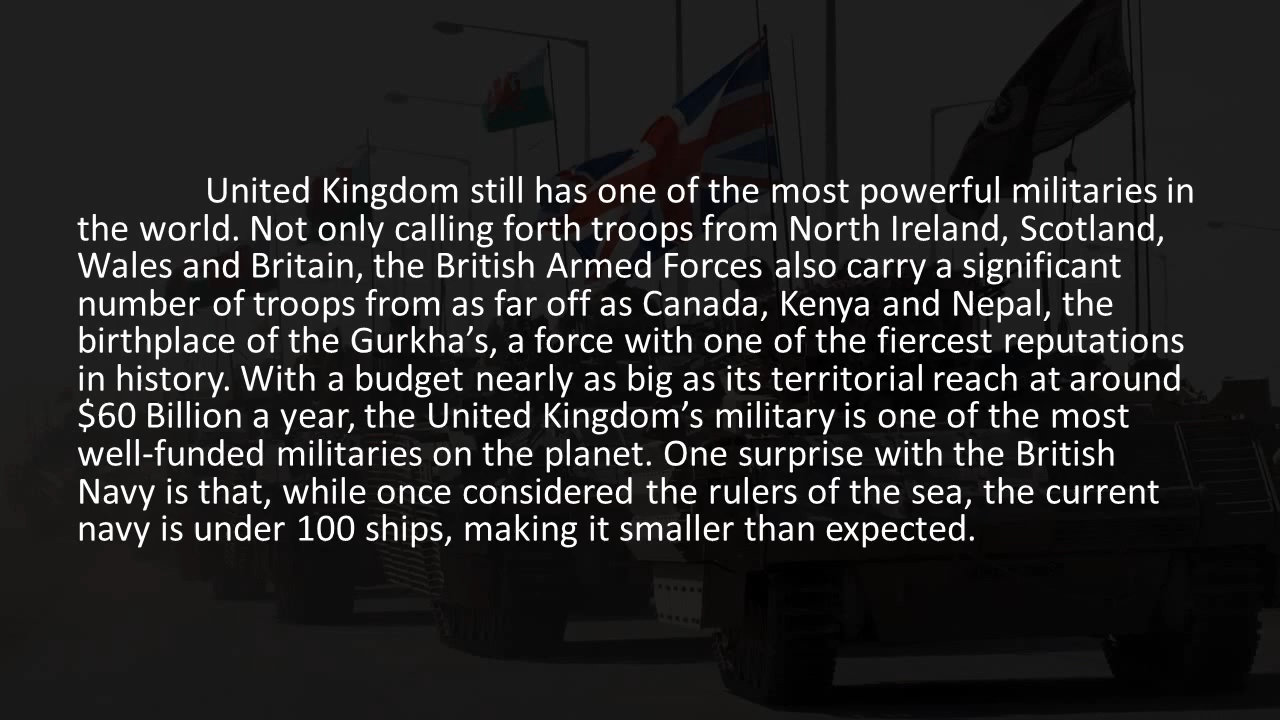 United Kingdom still has one of the most powerful militaries in
the world. Not only calling forth troops from North Ireland, Scotland,
Wales and Britain, the British Armed Forces also carry a significant
number of troops from as far off as Canada, Kenya and Nepal, the
birthplace of the Gurkha’s, a force with one of the fiercest reputations
in history. With a budget nearly as big as its territorial reach at around
$60 Billion a year, the United Kingdom’s military is one of the most
well-funded militaries on the planet. One surprise with the British
Navy is that, while once considered the rulers of the sea, the current
navy is under 100 ships, making it smaller than expected.